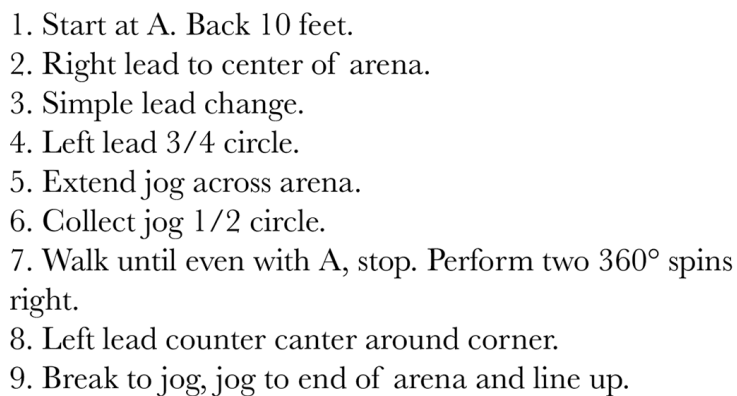 1. Start at A. Back 10 feet.
2. Right lead to center of arena.
3. Simple lead change.
4. Left lead 3/4 circle.
5. Extend jog across arena.
6. Collect jog 1/2 circle.
7. Walk until even with A, stop. Perform two 360° spins
right.
8. Left lead counter canter around corner.
9. Break to jog, jog to end of arena and line up.